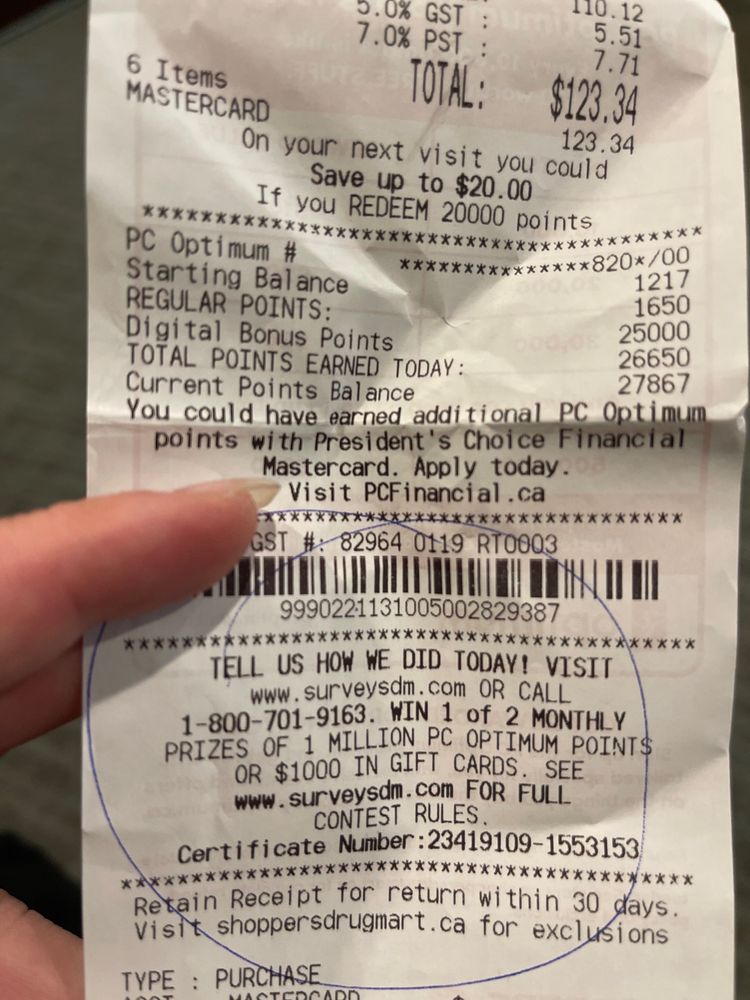 110.12
5.0% GST : 5.51
7.0% PST : 7.71
TOTAL: $123.34
6 Items
MASTERCARD 123.34
On your next visit you could
Save up to $20.00
If you REDEEM 20000 points
****************************************
PC Optimum # **************820*/00
Starting Balance 1217
REGULAR POINTS: 1650
Digital Bonus Points 25000
TOTAL POINTS EARNED TODAY: 26650
Current Points Balance 27867
You could have earned additional PC Optimum
points with President's Choice Financial
Mastercard. Apply today.
Visit PCFinancial.ca
******************************
GST #: 82964 0119 RT0003
9990221131005002829387
****************************************
TELL US HOW WE DID TODAY! VISIT
www.surveysdm.com OR CALL
1-800-701-9163. WIN 1 of 2 MONTHLY
PRIZES OF 1 MILLION PC OPTIMUM POINTS
OR $1000 IN GIFT CARDS. SEE
www.surveysdm.com FOR FULL
CONTEST RULES.
Certificate Number:23419109-1553153
****************************************
Retain Receipt for return within 30 days.
Visit shoppersdrugmart.ca for exclusions
TYPE : PURCHASE
MASTERCARD